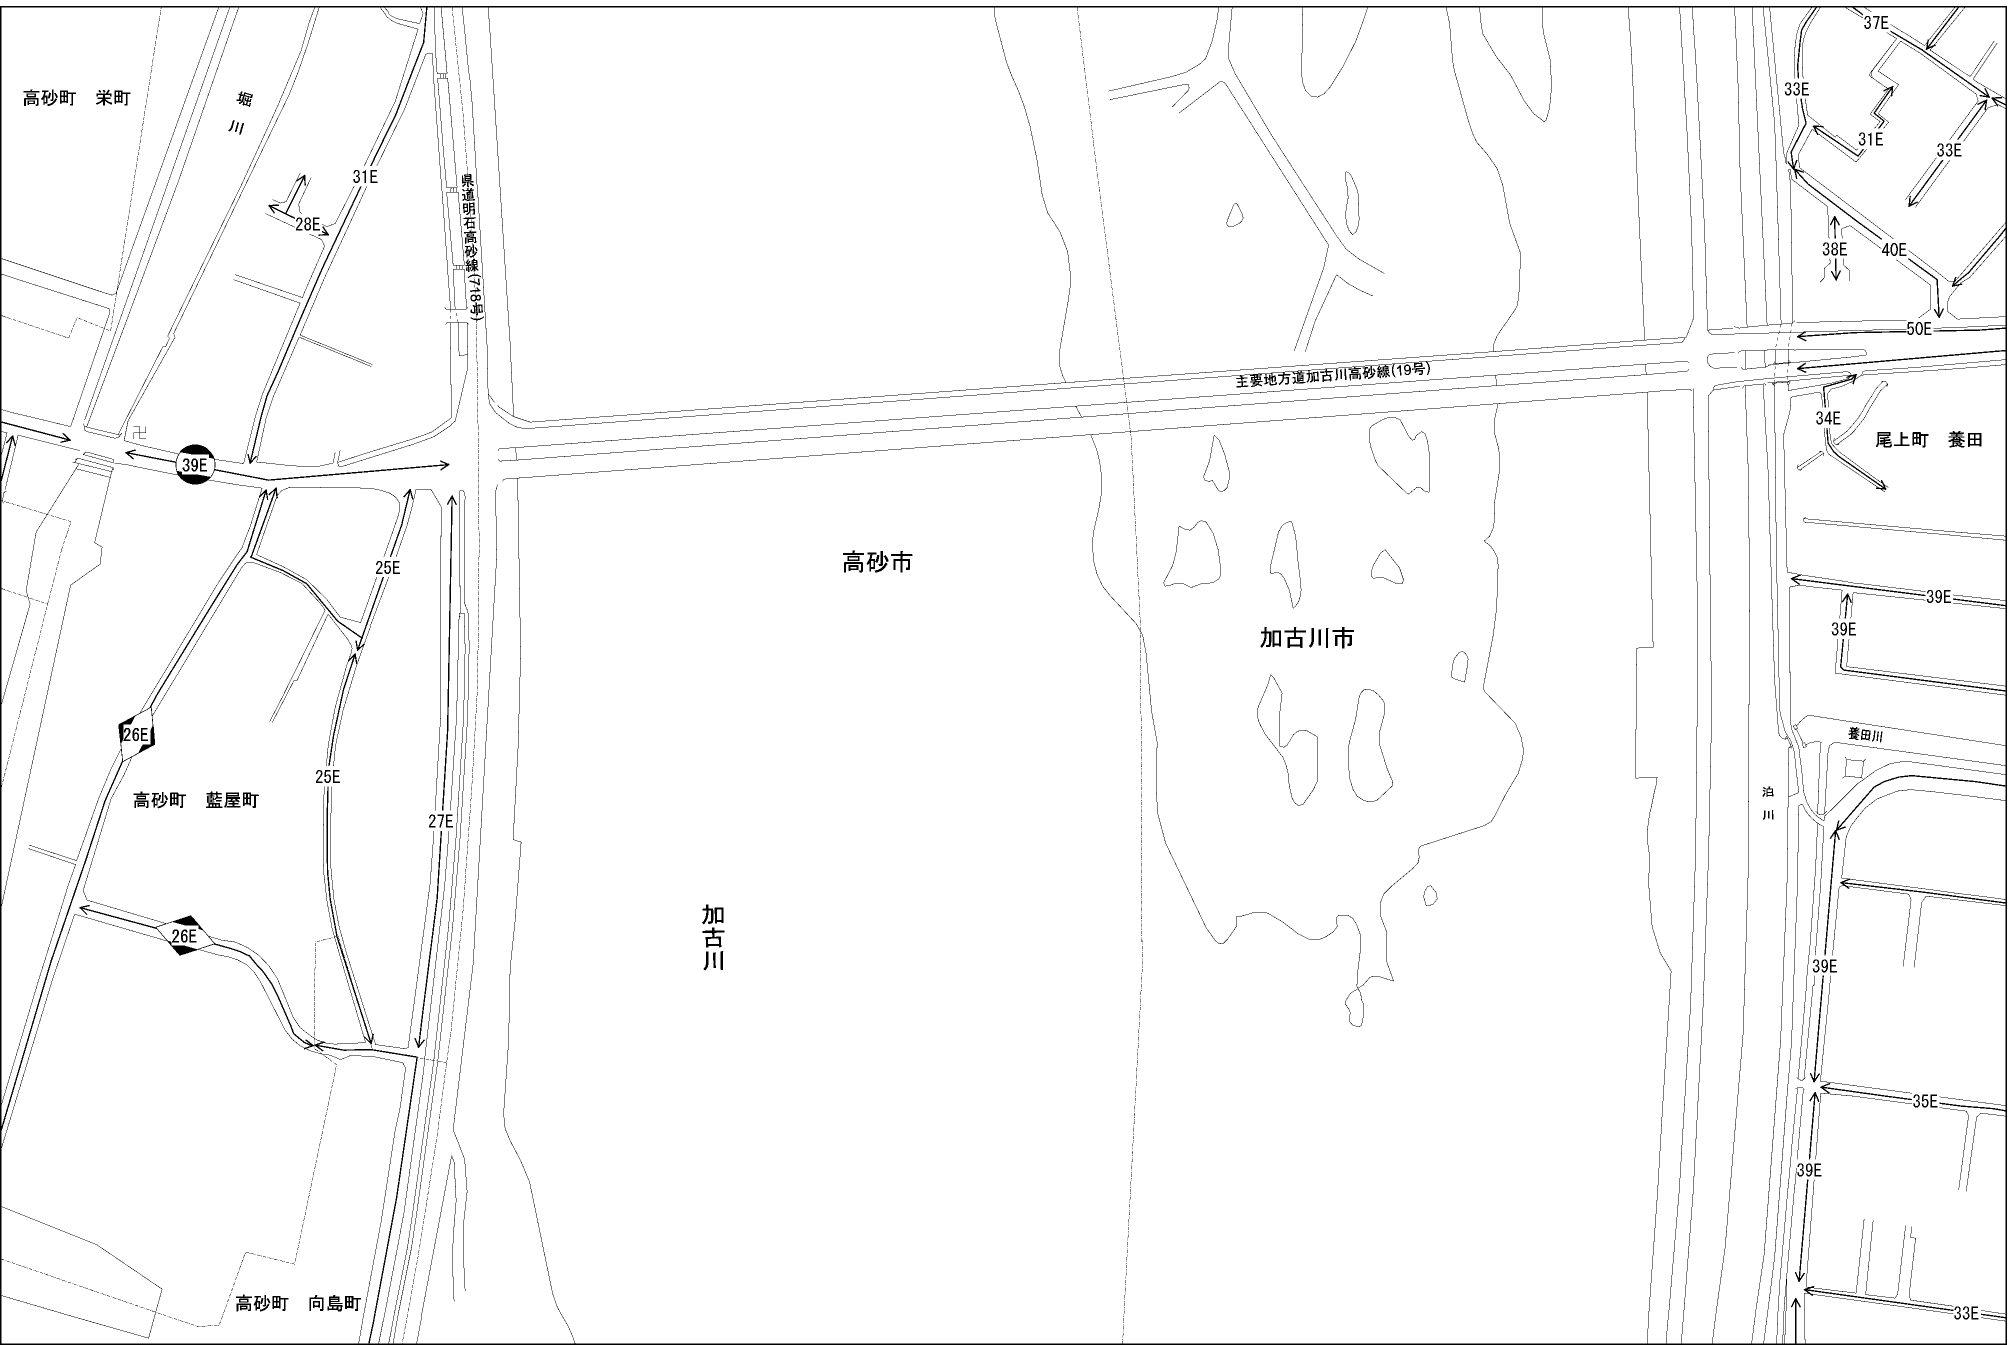 37E
33E
高砂町　栄町
堀川
31E
33E
31E
県道明石高砂線(718号)
28E
38E
40E
50E
主要地方道加古川高砂線(19号)
34E
卍
尾上町　養田
39E
高砂市
25E
39E
39E
加古川市
26E
養田川
25E
高砂町　藍屋町
泊川
27E
加古川
26E
39E
35E
39E
高砂町　向島町
33E